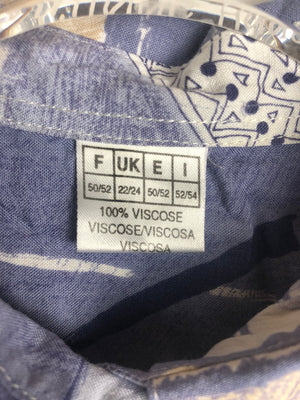 F UK E I
50/52 22/24 50/52 52/54
100% VISCOSE
VISCOSE/VISCOSA
VISCOSA